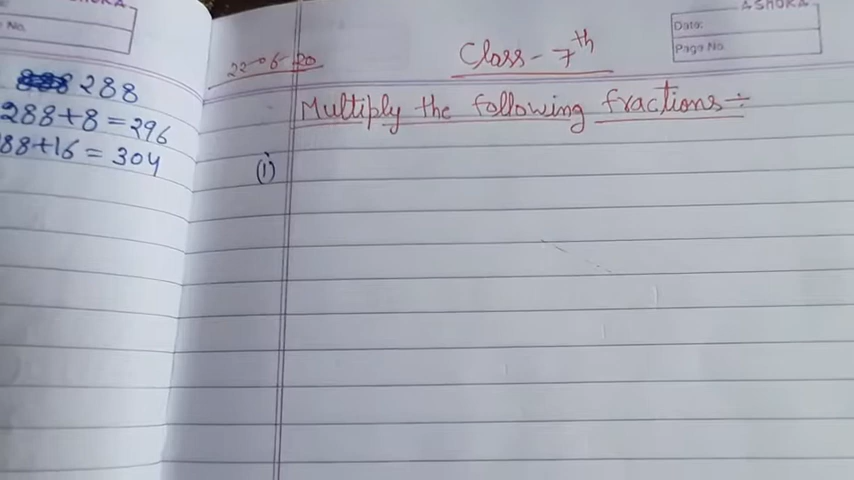 No.
288
288+8=296
88+16=304
ASHOKA
Date:
Page No.
22-06-20
Class-7th
Multiply the following fractions÷
(i)